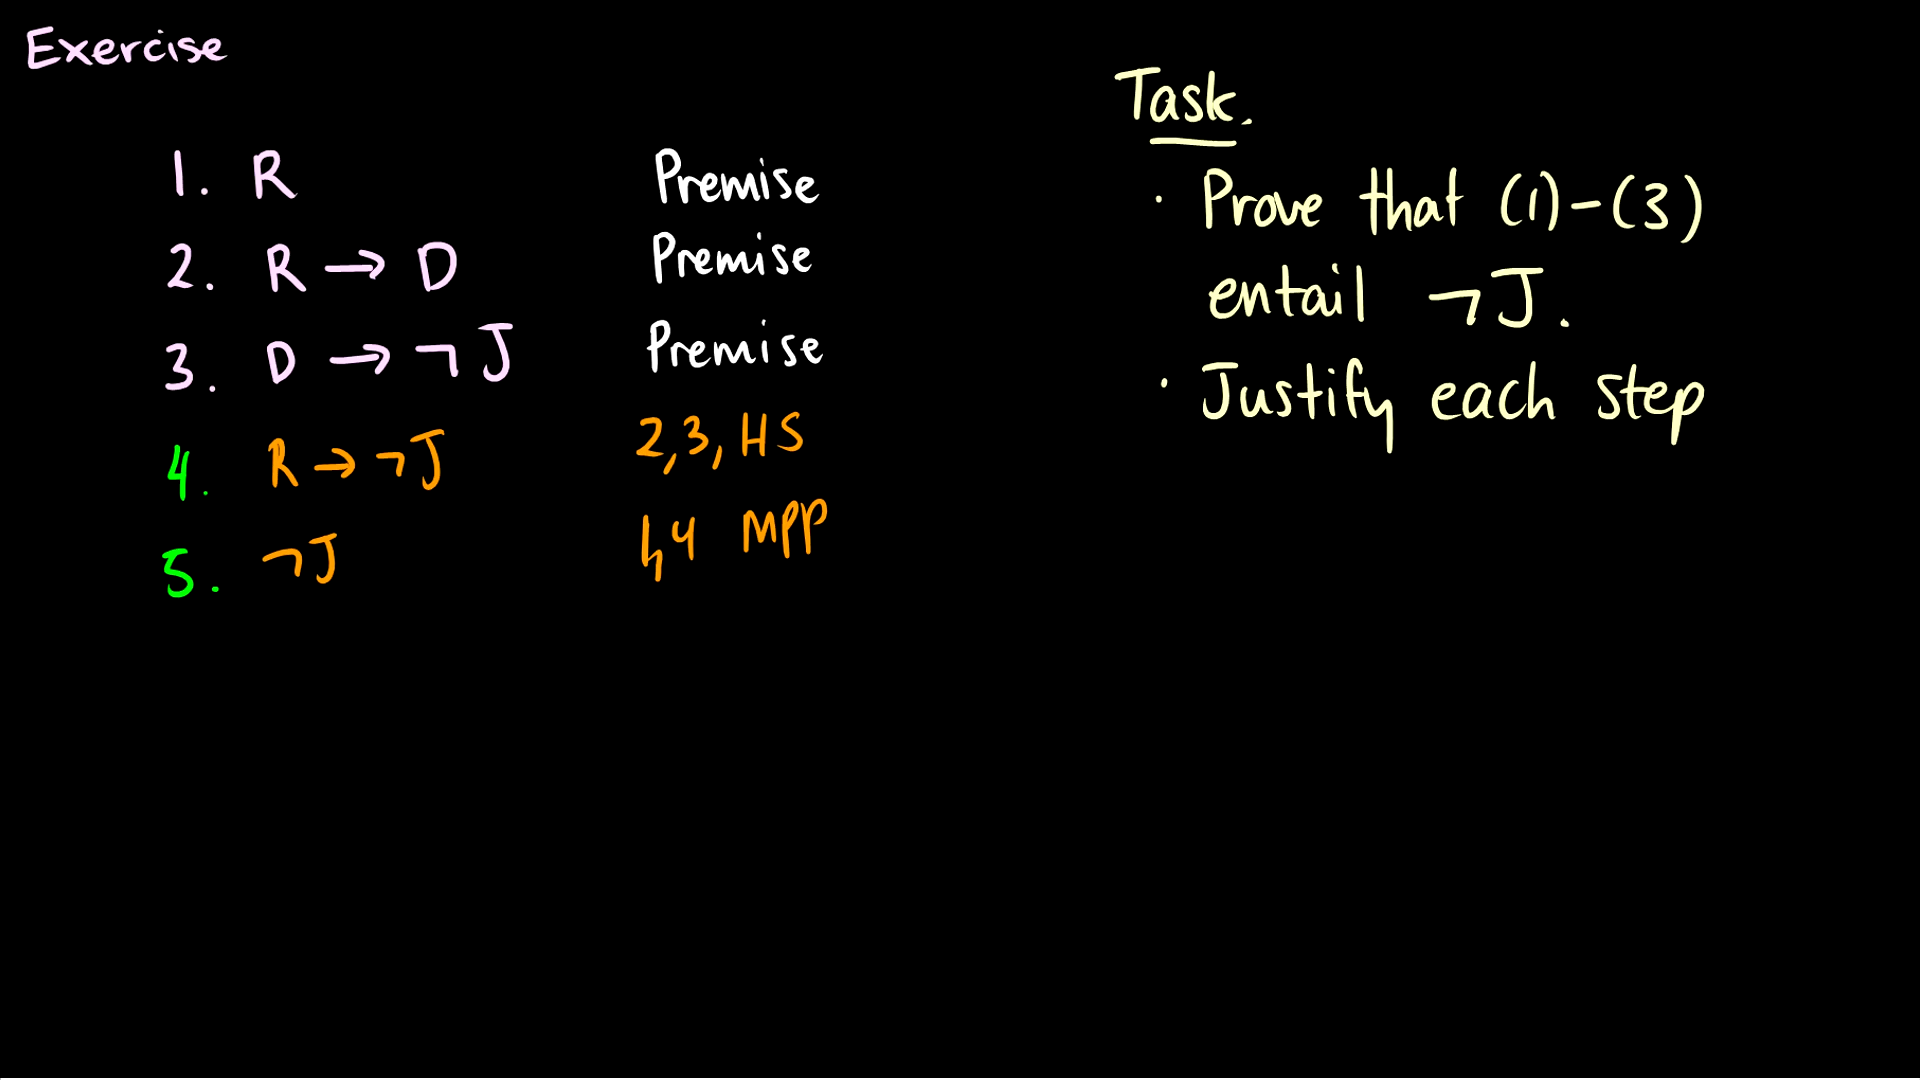 Exercise
1. R Premise
2. R → D Premise
3. D → ¬J Premise
4. R → ¬J 2,3, HS
5. ¬J 1,4 MPP
Task.
· Prove that (1)-(3)
entail ¬J.
· Justify each step